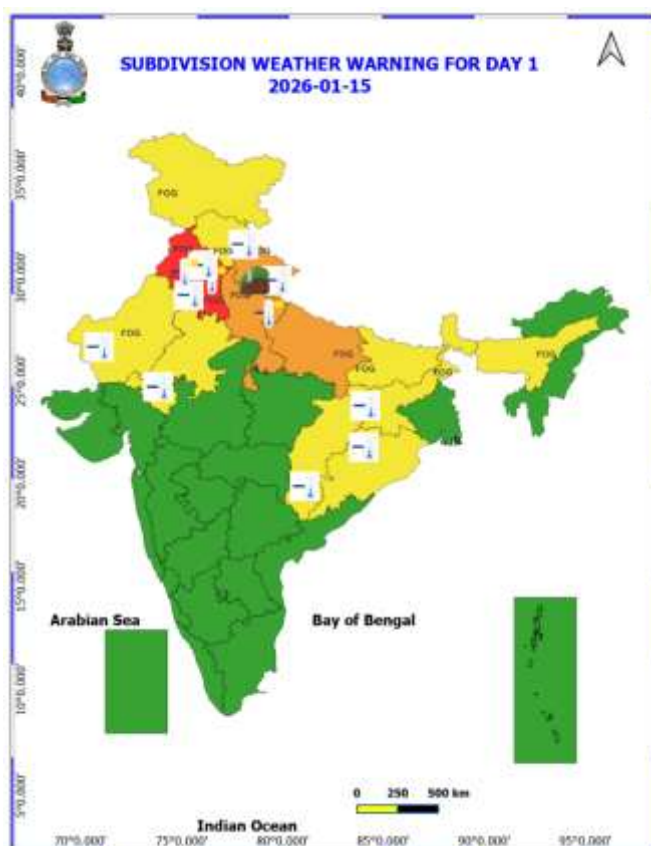 SUBDIVISION WEATHER WARNING FOR DAY 1
2026-01-15
40°0.000'
35°0.000'
30°0.000'
25°0.000'
20°0.000'
15°0.000'
10°0.000'
5°0.000'
FOG
FOG
FOG
FOG
FOG
FOG
FOG
Arabian Sea
Bay of Bengal
0 250 500 km
Indian Ocean
70°0.000' 75°0.000' 80°0.000' 85°0.000' 90°0.000' 95°0.000'